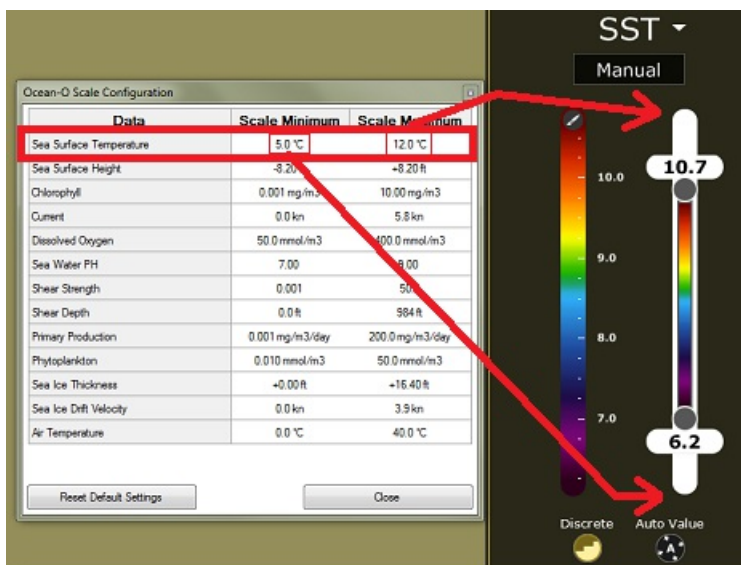 SST
Manual
Ocean-O Scale Configuration
Data Scale Minimum Scale Maximum
Sea Surface Temperature 5.0 °C 12.0 °C
Sea Surface Height -8.20 +8.20 ft
Chlorophyll 0.001 mg/m3 10.00 mg/m3
Current 0.0 kn 5.8 kn
Dissolved Oxygen 50.0 mmol/m3 400.0 mmol/m3
Sea Water PH 7.00
Shear Strength 0.001
Shear Depth 0.0 ft 984 ft
Primary Production 0.001 mg/m3/day 200.0 mg/m3/day
Phytoplankton 0.010 mmol/m3 50.0 mmol/m3
Sea Ice Thickness +0.00 ft +16.40 ft
Sea Ice Drift Velocity 0.0 kn 3.9 kn
Air Temperature 0.0 °C 40.0 °C
Reset Default Settings Close
10.7
10.0
9.0
8.0
7.0
6.2
Discrete Auto Value
A